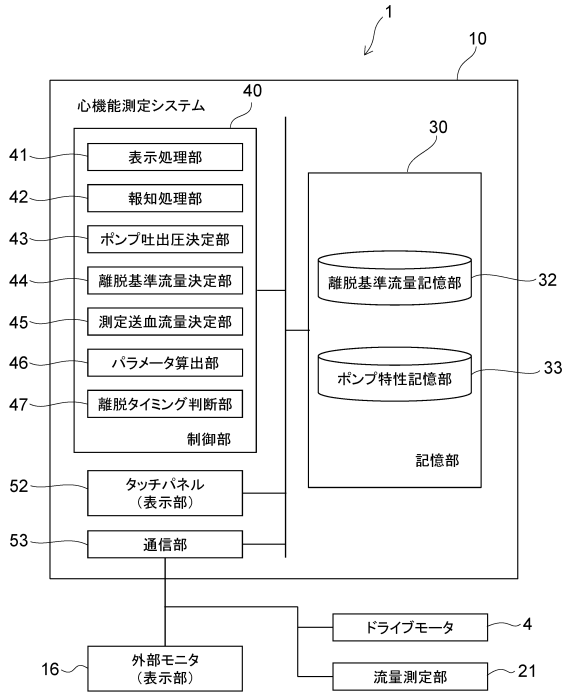 1
10
心機能測定システム
40
41
表示処理部
42
報知処理部
43
ポンプ吐出圧決定部
44
離脱基準流量決定部
45
測定送血流量決定部
46
パラメータ算出部
47
離脱タイミング判断部
制御部
30
離脱基準流量記憶部
32
ポンプ特性記憶部
33
記憶部
52
タッチパネル
（表示部）
53
通信部
ドライブモータ
4
16
外部モニタ
（表示部）
流量測定部
21